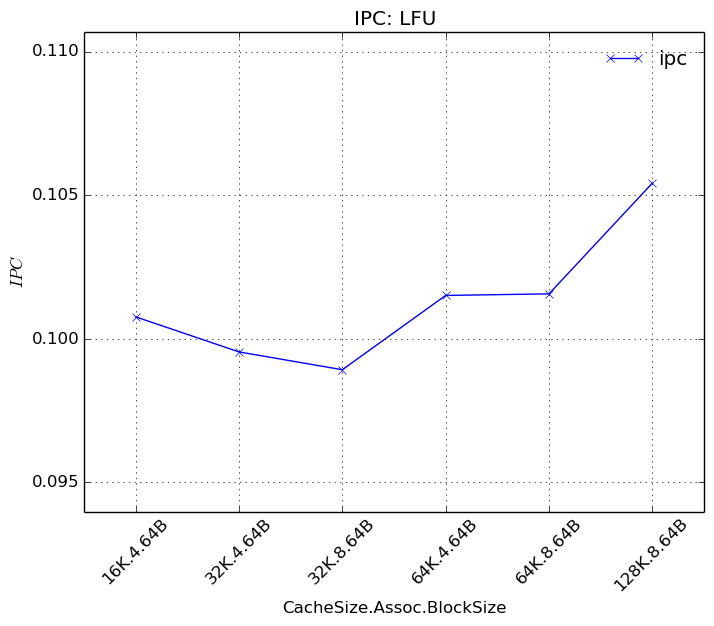 IPC: LFU
ipc
0.110
0.105
0.100
0.095
IPC
16K.4.64B
32K.4.64B
32K.8.64B
64K.4.64B
64K.8.64B
128K.8.64B
CacheSize.Assoc.BlockSize